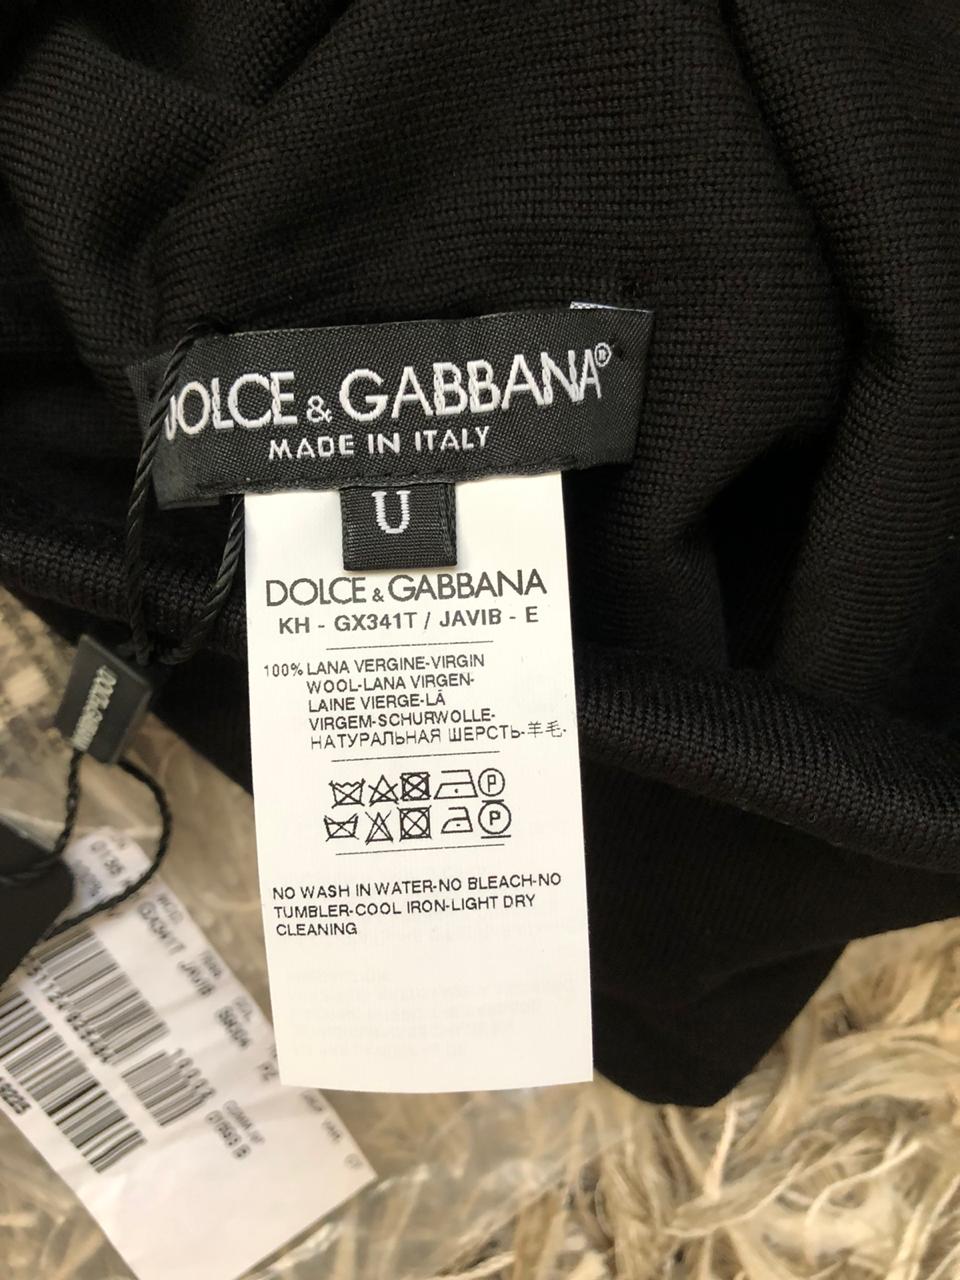 DOLCE & GABBANA®
MADE IN ITALY
U
DOLCE & GABBANA
KH - GX341T / JAVIB - E
100% LANA VERGINE-VIRGIN
WOOL-LANA VIRGEN-
LAINE VIERGE-LÃ
VIRGEM-SCHURWOLLE-
НАТУРАЛЬНАЯ ШЕРСТЬ-羊毛-
P
P
NO WASH IN WATER-NO BLEACH-NO
TUMBLER-COOL IRON-LIGHT DRY
CLEANING
GX341T JAVIB